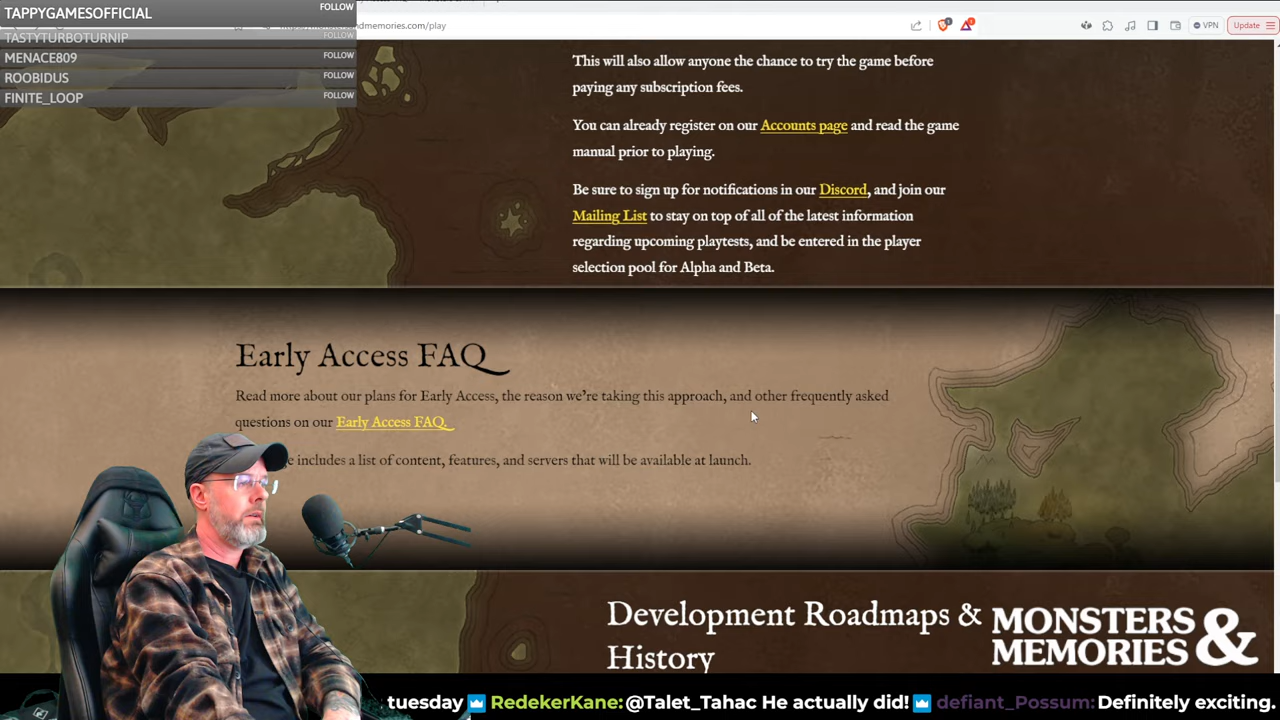 TAPPYGAMESOFFICIAL FOLLOW
TASTYTURBOTURNIP FOLLOW
MENACE809 FOLLOW
ROOBIDUS FOLLOW
FINITE_LOOP FOLLOW
memories.com/play
VPN
Update
This will also allow anyone the chance to try the game before
paying any subscription fees.
You can already register on our Accounts page and read the game
manual prior to playing.
Be sure to sign up for notifications in our Discord, and join our
Mailing List to stay on top of all of the latest information
regarding upcoming playtests, and be entered in the player
selection pool for Alpha and Beta.
Early Access FAQ
Read more about our plans for Early Access, the reason we're taking this approach, and other frequently asked
questions on our Early Access FAQ.
includes a list of content, features, and servers that will be available at launch.
Development Roadmaps &
History
MONSTERS &
MEMORIES
tuesday RedekerKane: @Talet_Tahac He actually did! defiant_Possum: Definitely exciting.